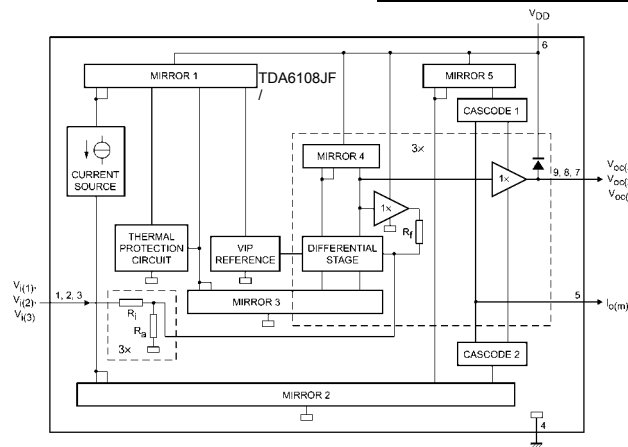 VDD
6
MIRROR 1
TDA6108JF
/
MIRROR 5
CASCODE 1
CURRENT
SOURCE
3×
MIRROR 4
1×
1×
9, 8, 7
Voc(
Voc(
Voc(
Rf
THERMAL
PROTECTION
CIRCUIT
VIP
REFERENCE
DIFFERENTIAL
STAGE
Vi(1),
Vi(2),
Vi(3)
1, 2, 3
Ri
Ra
3×
MIRROR 3
5
Io(m)
CASCODE 2
MIRROR 2
4